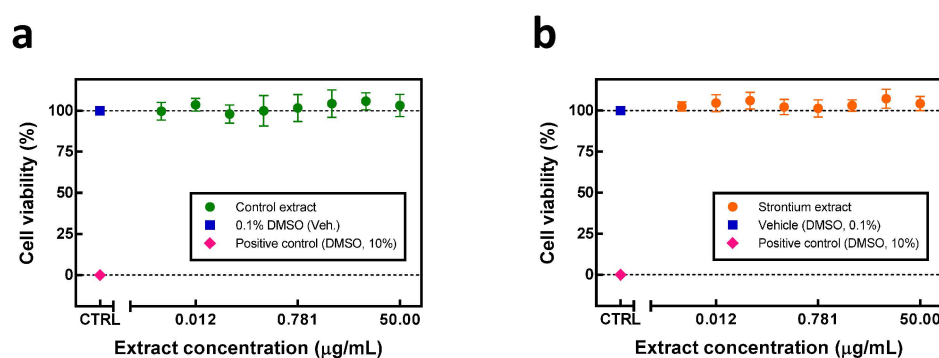 a
100
75
50
25
0
Cell viability (%)
Control extract
0.1% DMSO (Veh.)
Positive control (DMSO, 10%)
CTRL 0.012 0.781 50.00
Extract concentration (μg/mL)
b
100
75
50
25
0
Cell viability (%)
Strontium extract
Vehicle (DMSO, 0.1%)
Positive control (DMSO, 10%)
CTRL 0.012 0.781 50.00
Extract concentration (μg/mL)